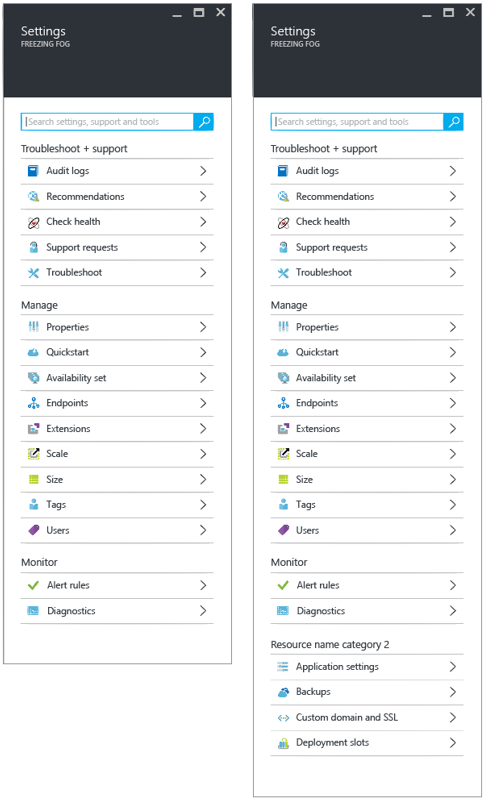 Settings
FREEZING FOG
Search settings, support and tools
Troubleshoot + support
Audit logs
Recommendations
Check health
Support requests
Troubleshoot
Manage
Properties
Quickstart
Availability set
Endpoints
Extensions
Scale
Size
Tags
Users
Monitor
Alert rules
Diagnostics
Settings
FREEZING FOG
Search settings, support and tools
Troubleshoot + support
Audit logs
Recommendations
Check health
Support requests
Troubleshoot
Manage
Properties
Quickstart
Availability set
Endpoints
Extensions
Scale
Size
Tags
Users
Monitor
Alert rules
Diagnostics
Resource name category 2
Application settings
Backups
Custom domain and SSL
Deployment slots